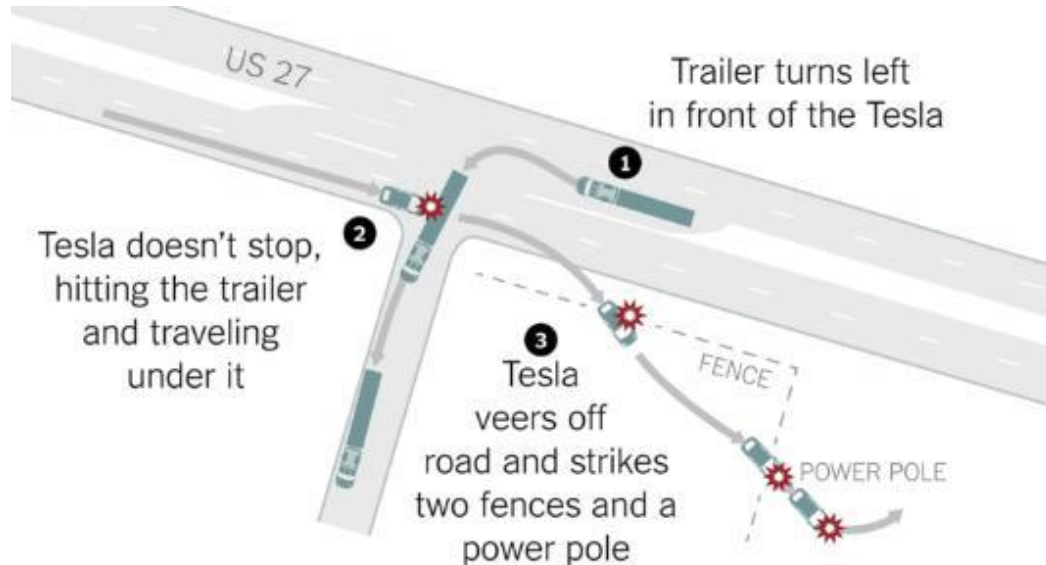 US 27
Trailer turns left
in front of the Tesla
1
2
Tesla doesn’t stop,
hitting the trailer
and traveling
under it
3
Tesla
veers off
road and strikes
two fences and a
power pole
FENCE
POWER POLE